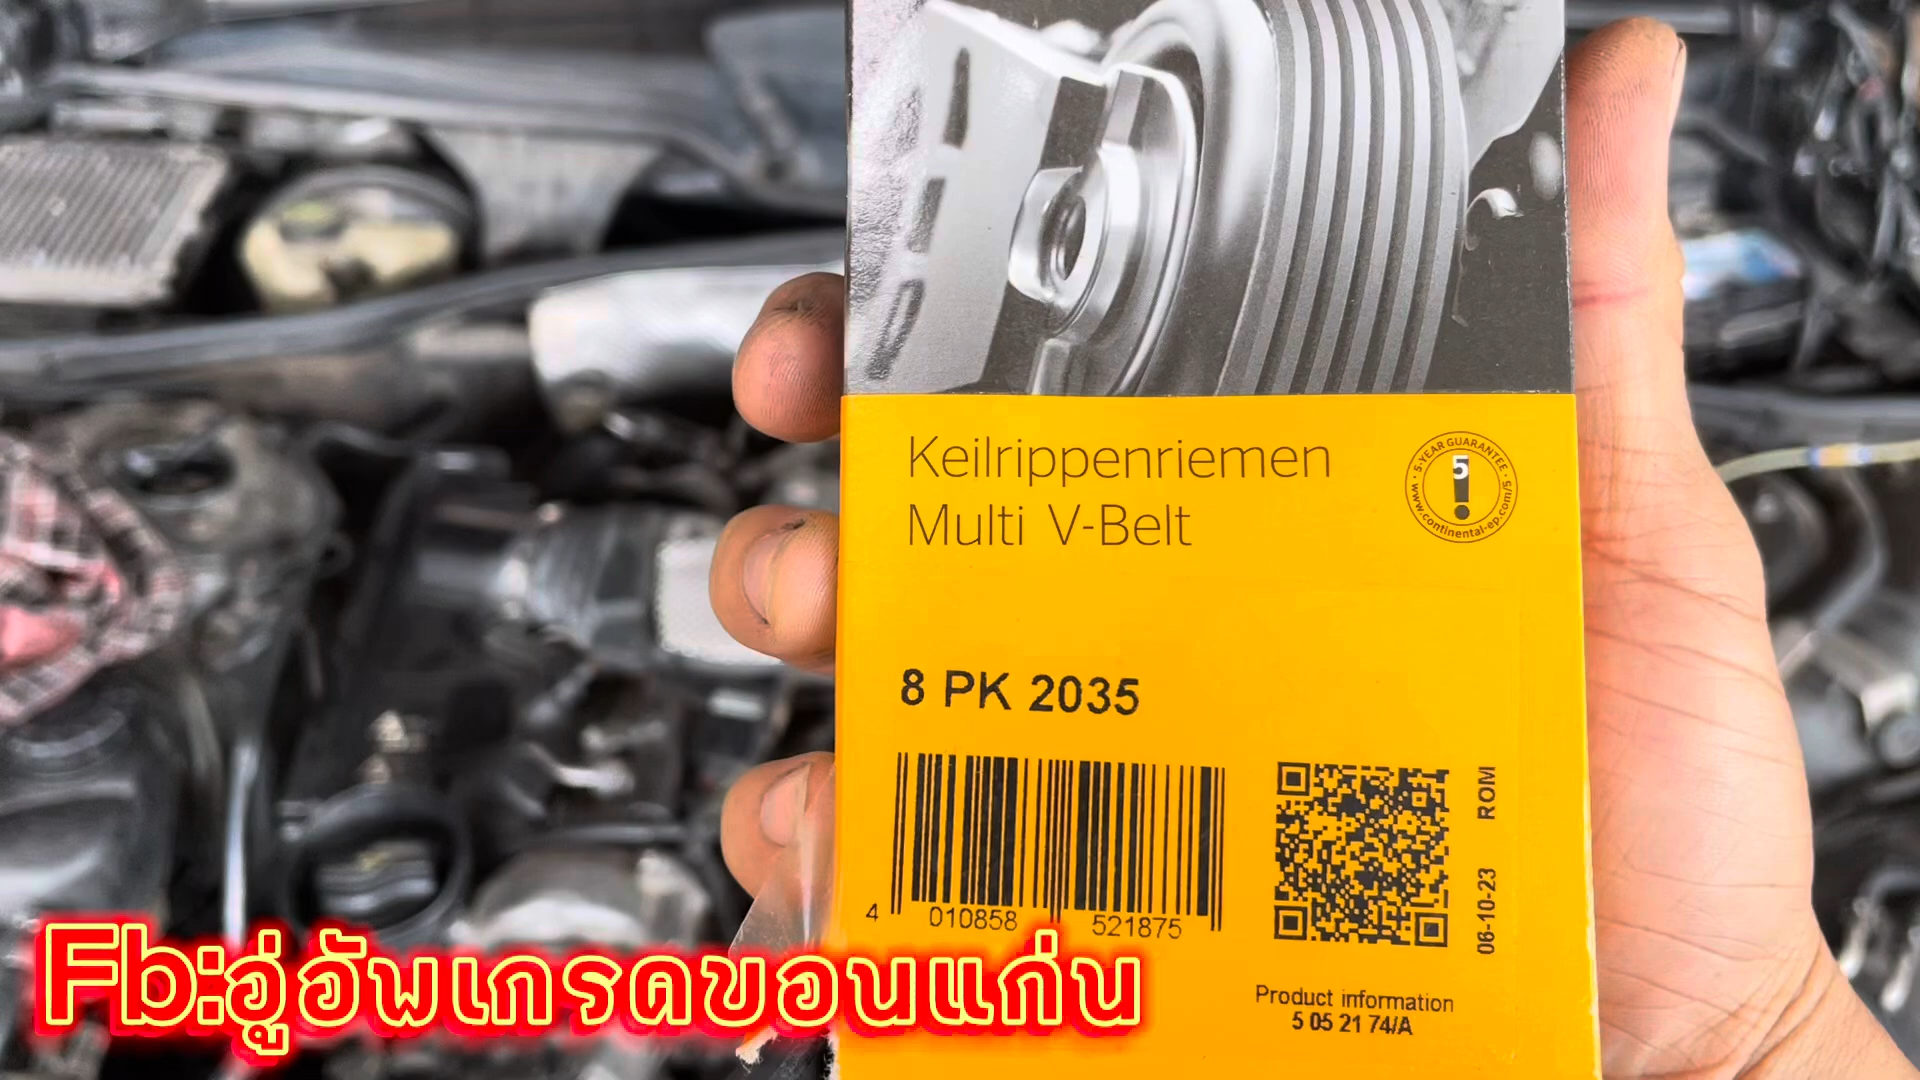 Keilrippenriemen
Multi V-Belt
· 5-YEAR GUARANTEE ·
5
www.continental-ep.com/5
8 PK 2035
4 010858 521875
ROM
06-10-23
Product information
5 05 21 74/A
Fb:อู่อัพเกรดขอนแก่น